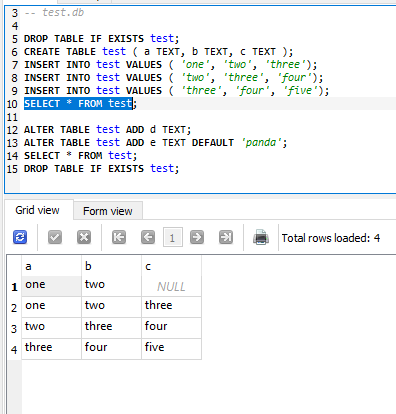 3 -- test.db
4
5 DROP TABLE IF EXISTS test;
6 CREATE TABLE test ( a TEXT, b TEXT, c TEXT );
7 INSERT INTO test VALUES ( 'one', 'two', 'three');
8 INSERT INTO test VALUES ( 'two', 'three', 'four');
9 INSERT INTO test VALUES ( 'three', 'four', 'five');
10 SELECT * FROM test;
11
12 ALTER TABLE test ADD d TEXT;
13 ALTER TABLE test ADD e TEXT DEFAULT 'panda';
14 SELECT * FROM test;
15 DROP TABLE IF EXISTS test;
Grid view Form view
1 Total rows loaded: 4
a b c
1 one two NULL
2 one two three
3 two three four
4 three four five